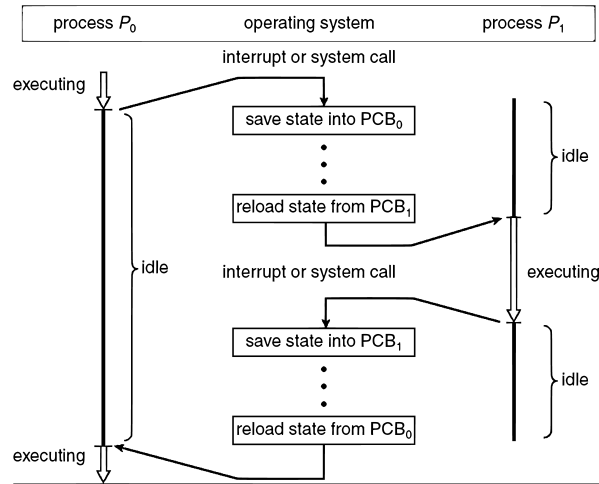 process P₀ operating system process P₁
interrupt or system call
executing
save state into PCB₀
idle
reload state from PCB₁
idle
interrupt or system call
executing
save state into PCB₁
idle
reload state from PCB₀
executing